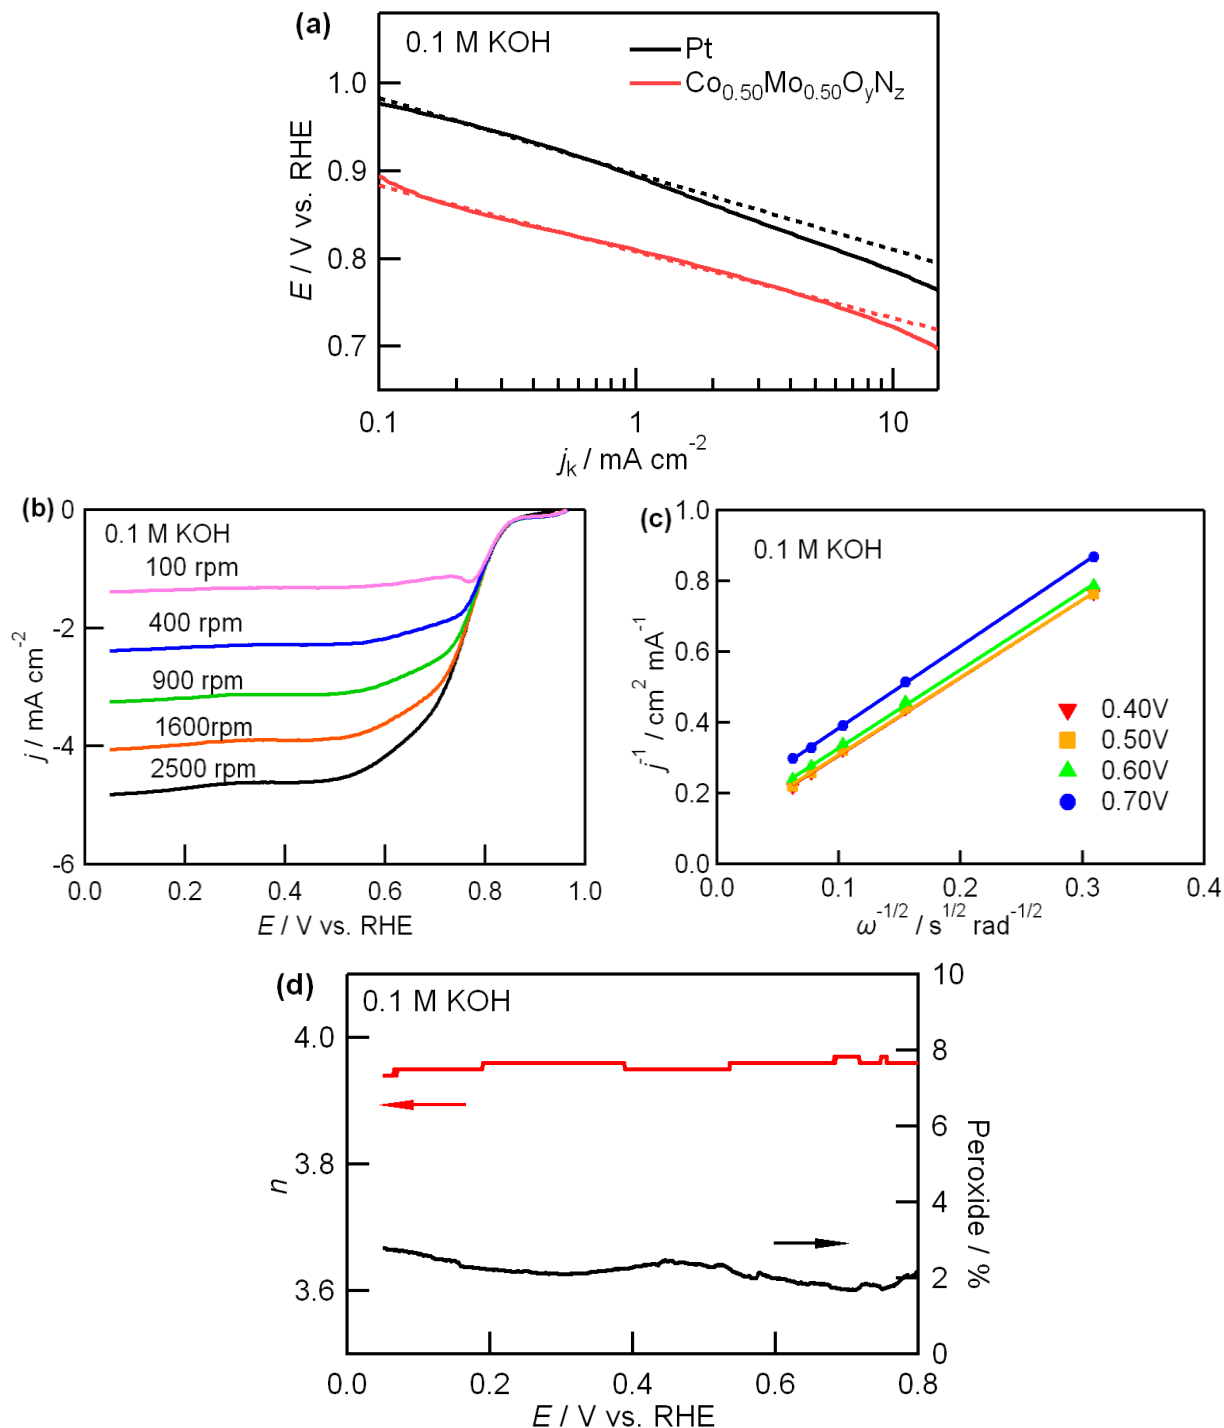 (a)
0.1 M KOH
Pt
Co0.50Mo0.50OyNz
1.0
0.9
0.8
0.7
E / V vs. RHE
0.1
1
10
jk / mA cm-2
(b)
0.1 M KOH
100 rpm
400 rpm
900 rpm
1600rpm
2500 rpm
0
-2
-4
-6
j / mA cm-2
0.0
0.2
0.4
0.6
0.8
1.0
E / V vs. RHE
(c)
0.1 M KOH
1.0
0.8
0.6
0.4
0.2
0.0
j-1 / cm2 mA-1
0.40V
0.50V
0.60V
0.70V
0.0
0.1
0.2
0.3
0.4
ω-1/2 / s1/2 rad-1/2
(d)
0.1 M KOH
4.0
3.8
3.6
n
10
8
6
4
2
0
Peroxide / %
0.0
0.2
0.4
0.6
0.8
E / V vs. RHE